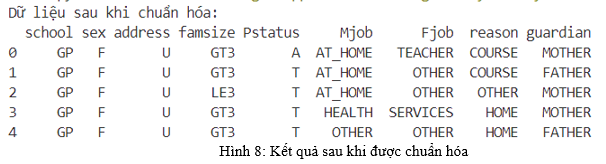 Dữ liệu sau khi chuẩn hóa:
school sex address famsize Pstatus Mjob Fjob reason guardian
0 GP F U GT3 A AT_HOME TEACHER COURSE MOTHER
1 GP F U GT3 T AT_HOME OTHER COURSE FATHER
2 GP F U LE3 T AT_HOME OTHER OTHER MOTHER
3 GP F U GT3 T HEALTH SERVICES HOME MOTHER
4 GP F U GT3 T OTHER OTHER HOME FATHER
Hình 8: Kết quả sau khi được chuẩn hóa